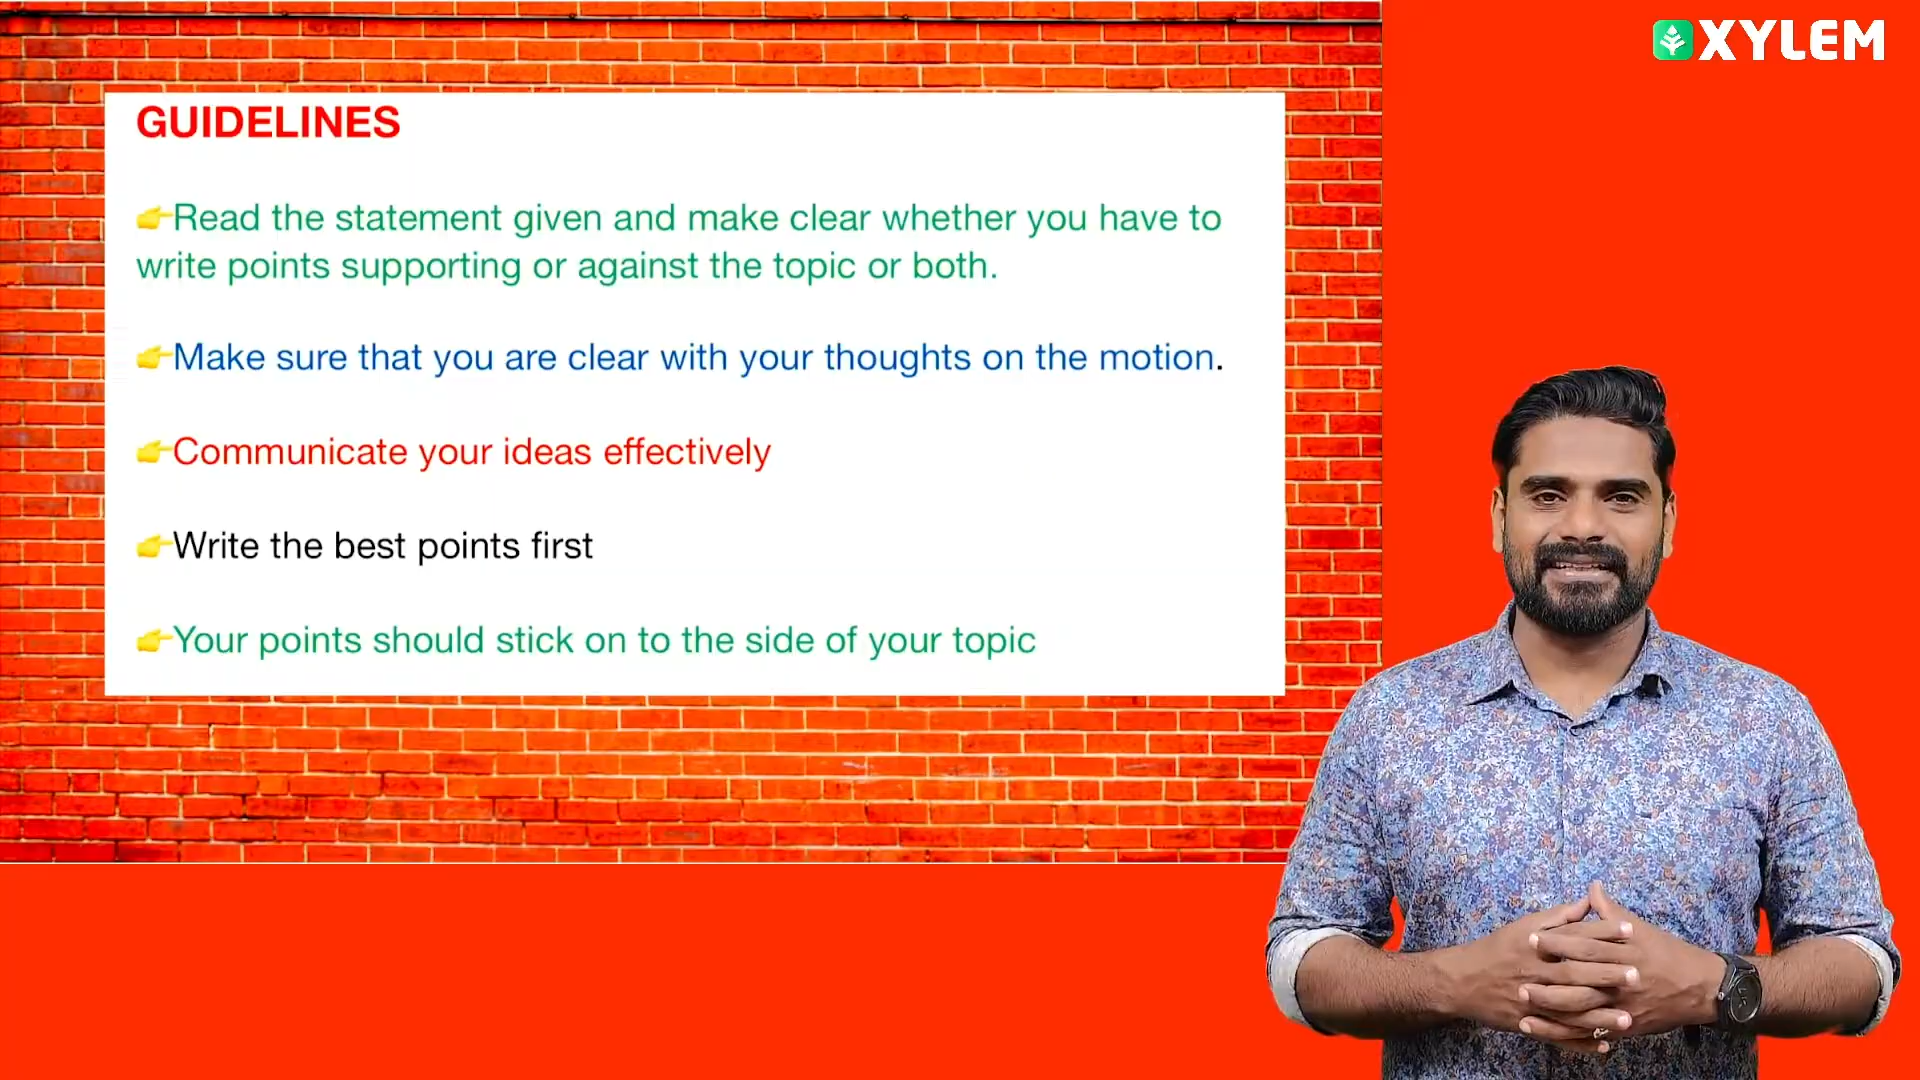 XYLEM
GUIDELINES
👉Read the statement given and make clear whether you have to
write points supporting or against the topic or both.
👉Make sure that you are clear with your thoughts on the motion.
👉Communicate your ideas effectively
👉Write the best points first
👉Your points should stick on to the side of your topic